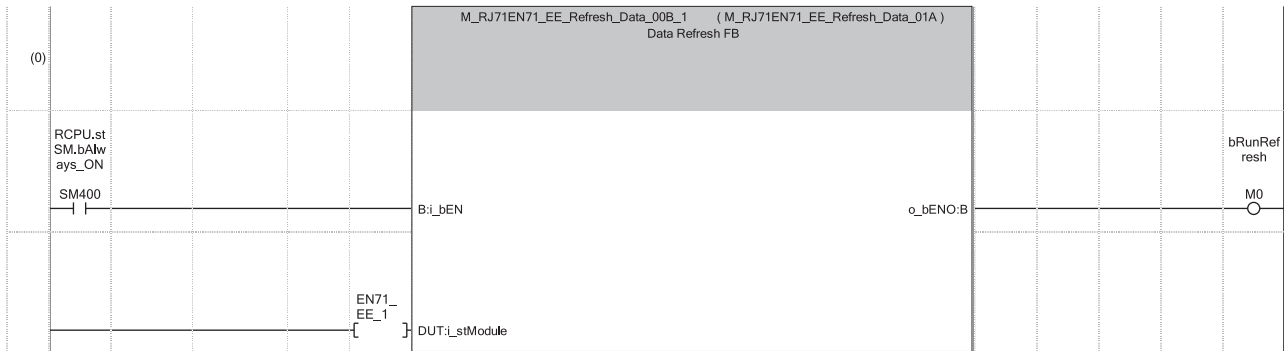 M_RJ71EN71_EE_Refresh_Data_00B_1 ( M_RJ71EN71_EE_Refresh_Data_01A )
Data Refresh FB
(0)
RCPU.st
SM.bAlw
ays_ON
SM400
B:i_bEN
o_bENO:B
bRunRef
resh
M0
EN71_
EE_1
DUT:i_stModule